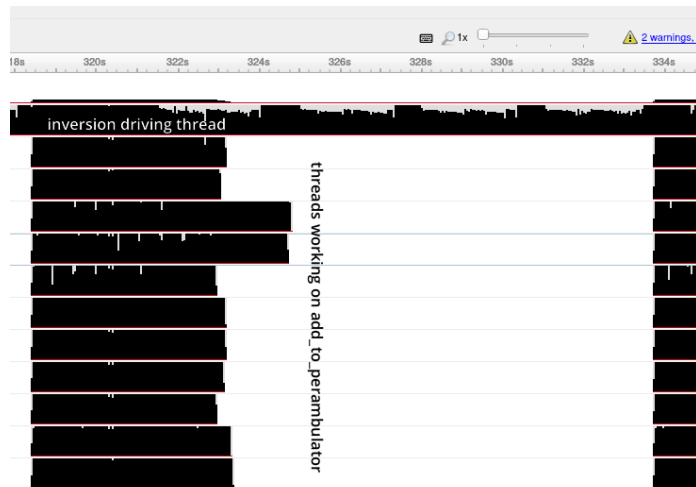 1x
2 warnings,
18s 320s 322s 324s 326s 328s 330s 332s 334s
inversion driving thread
threads working on add_to_perambulator